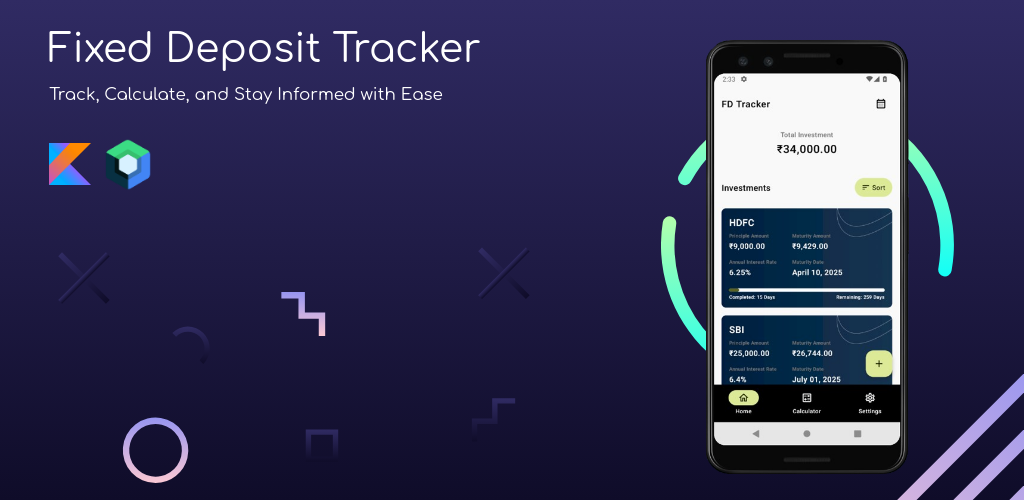 Fixed Deposit Tracker
Track, Calculate, and Stay Informed with Ease
2:33
FD Tracker
Total Investment
₹34,000.00
Investments
Sort
HDFC
Principle Amount Maturity Amount
₹9,000.00 ₹9,429.00
Annual Interest Rate Maturity Date
6.25% April 10, 2025
Completed: 15 Days Remaining: 259 Days
SBI
Principle Amount Maturity Amount
₹25,000.00 ₹26,744.00
Annual Interest Rate Maturity Date
6.4% July 01, 2025
+
Home Calculator Settings